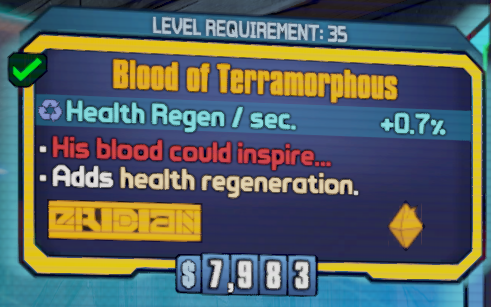 LEVEL REQUIREMENT: 35
Blood of Terramorphous
Health Regen / sec. +0.7%
• His blood could inspire...
• Adds health regeneration.
ERIDIAN
$7,983